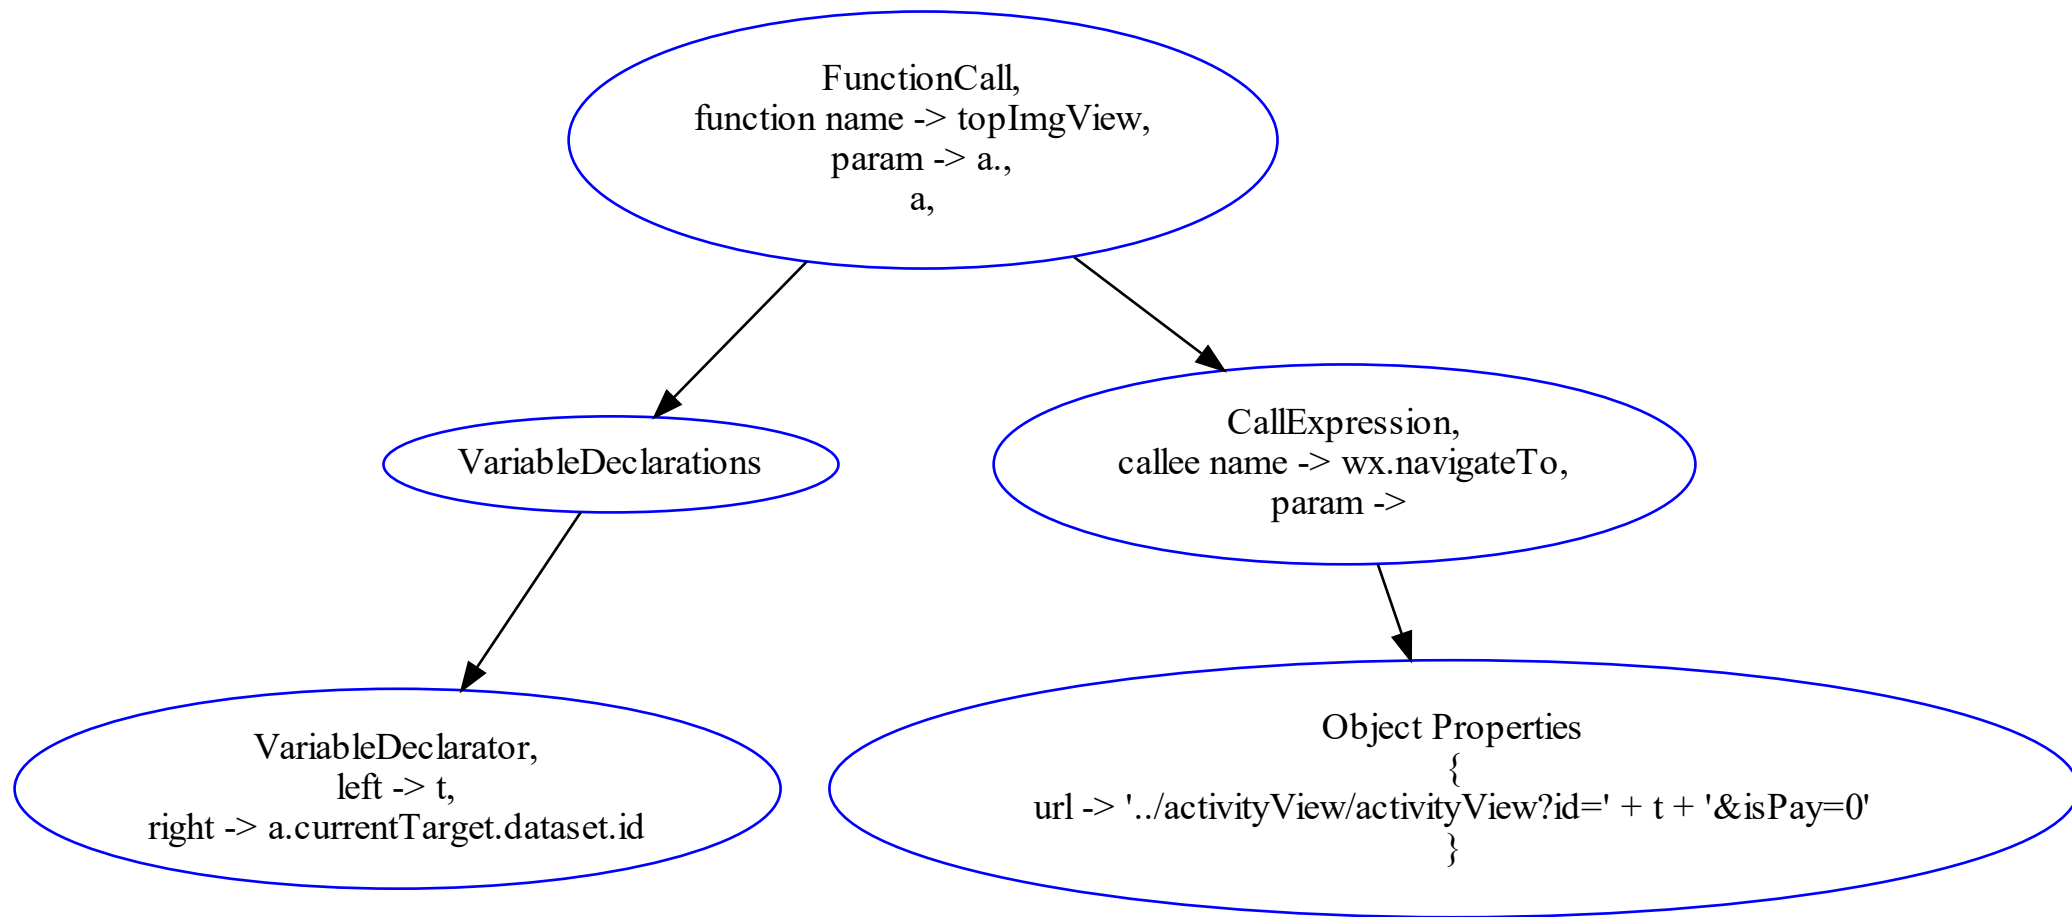 FunctionCall,
function name -> topImgView,
param -> a.,
a,
VariableDeclarations
CallExpression,
callee name -> wx.navigateTo,
param ->
VariableDeclarator,
left -> t,
right -> a.currentTarget.dataset.id
Object Properties
{
url -> '../activityView/activityView?id=' + t + '&isPay=0'
}